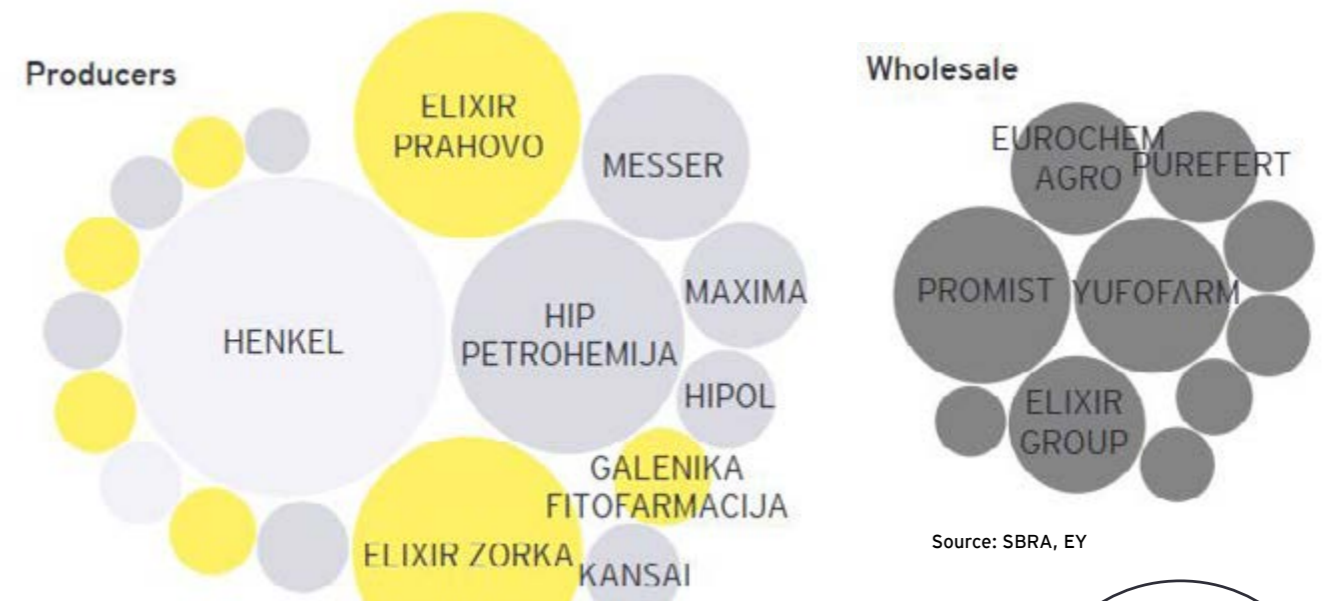 Producers
ELIXIR
PRAHOVO
MESSER
HENKEL
HIP
PETROHEMIJA
MAXIMA
HIPOL
GALENIKA
FITOFARMACIJA
ELIXIR ZORKA
KANSAI
Wholesale
EUROCHEM
AGRO
PUREFERT
PROMIST
YUFOFARM
ELIXIR
GROUP
Source: SBRA, EY